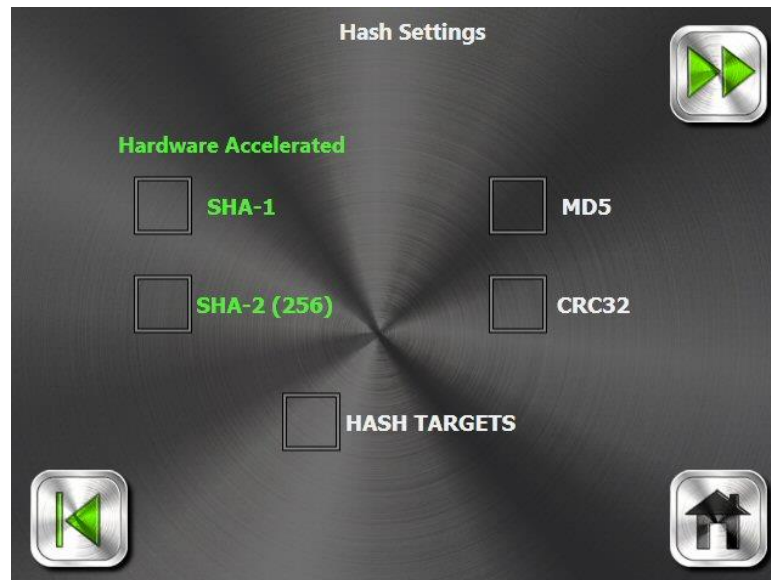 Hash Settings
Hardware Accelerated
SHA-1
MD5
SHA-2 (256)
CRC32
HASH TARGETS